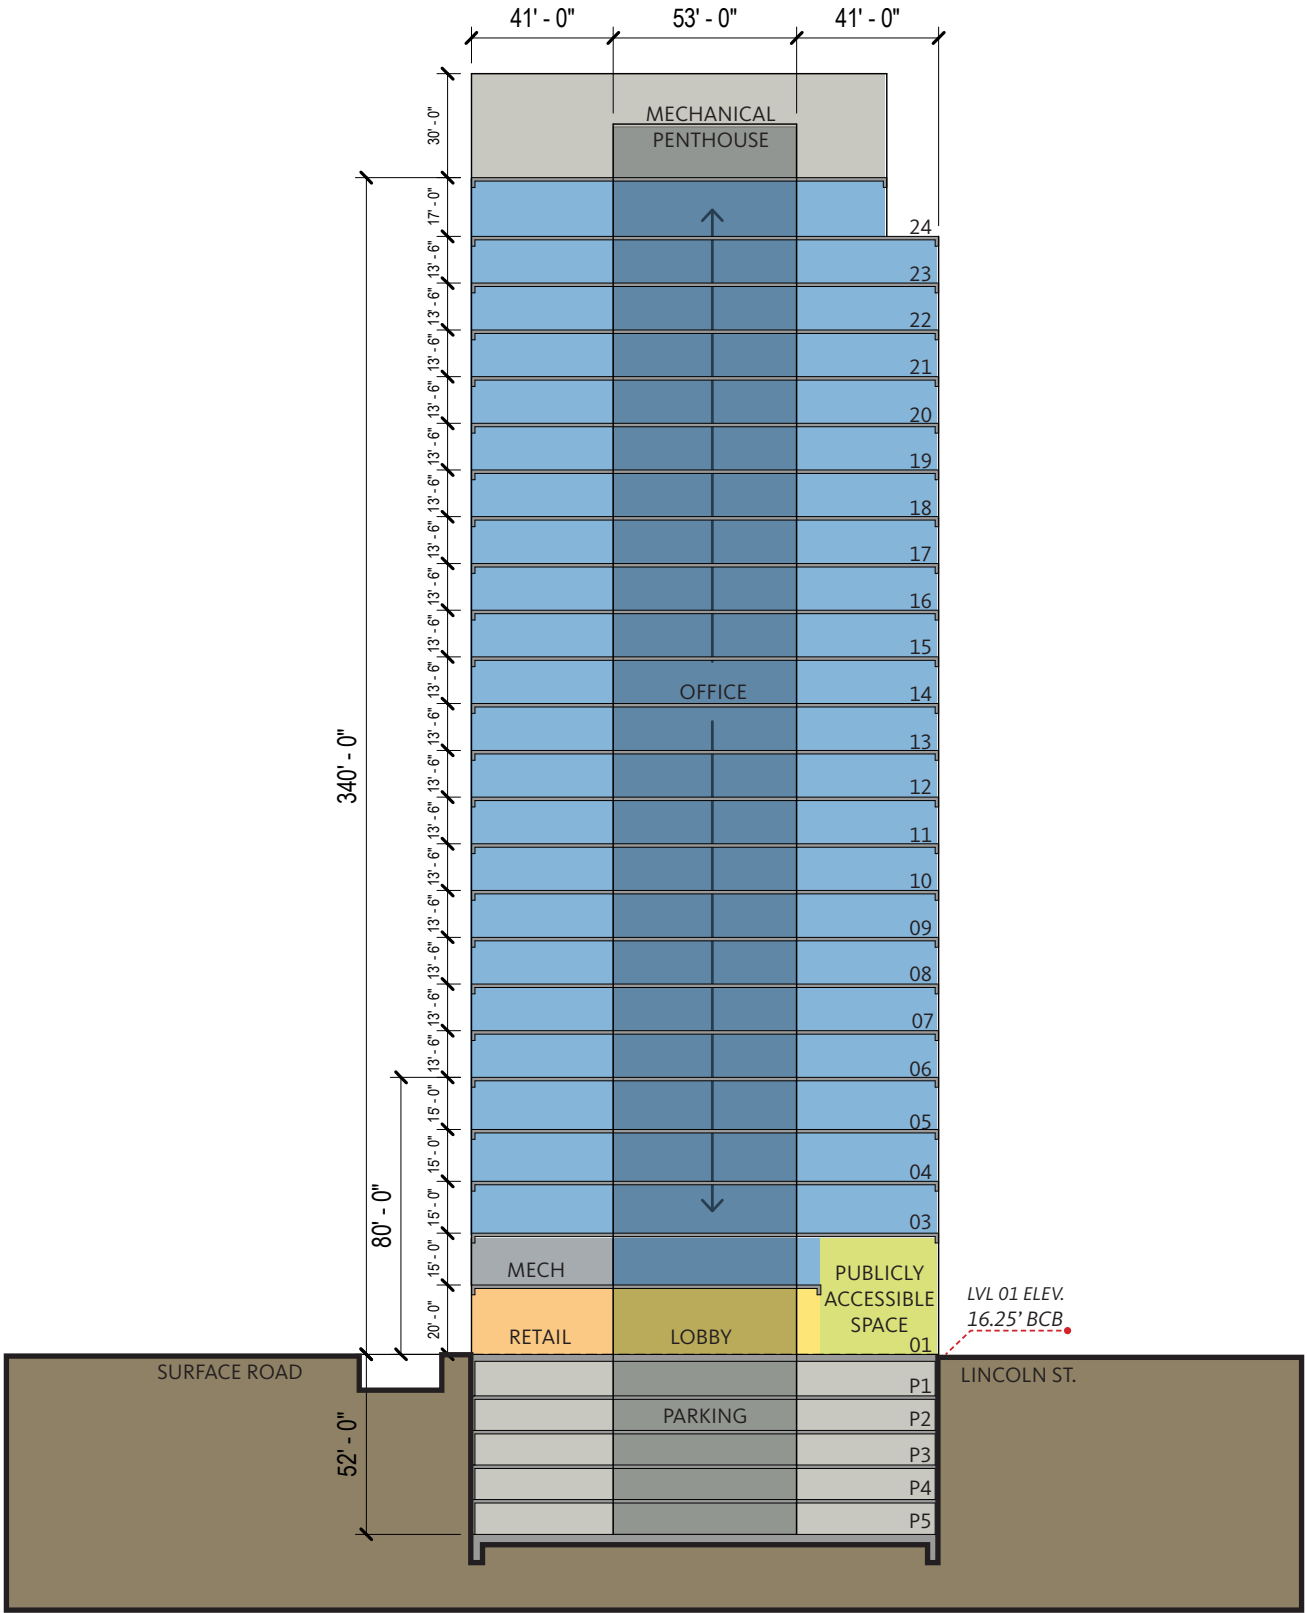 41' - 0" 53' - 0" 41' - 0"
30' - 0"
MECHANICAL
PENTHOUSE
17' - 0"
24
13' - 6"
23
13' - 6"
22
13' - 6"
21
13' - 6"
20
13' - 6"
19
13' - 6"
18
13' - 6"
17
13' - 6"
16
13' - 6"
15
13' - 6"
OFFICE
14
13' - 6"
13
340' - 0"
13' - 6"
12
13' - 6"
11
13' - 6"
10
13' - 6"
09
13' - 6"
08
13' - 6"
07
13' - 6"
06
15' - 0"
05
15' - 0"
04
80' - 0"
15' - 0"
03
15' - 0"
MECH
PUBLICLY
ACCESSIBLE
SPACE
20' - 0"
RETAIL
LOBBY
01
LVL 01 ELEV.
16.25' BCB
SURFACE ROAD
LINCOLN ST.
P1
PARKING
P2
52' - 0"
P3
P4
P5